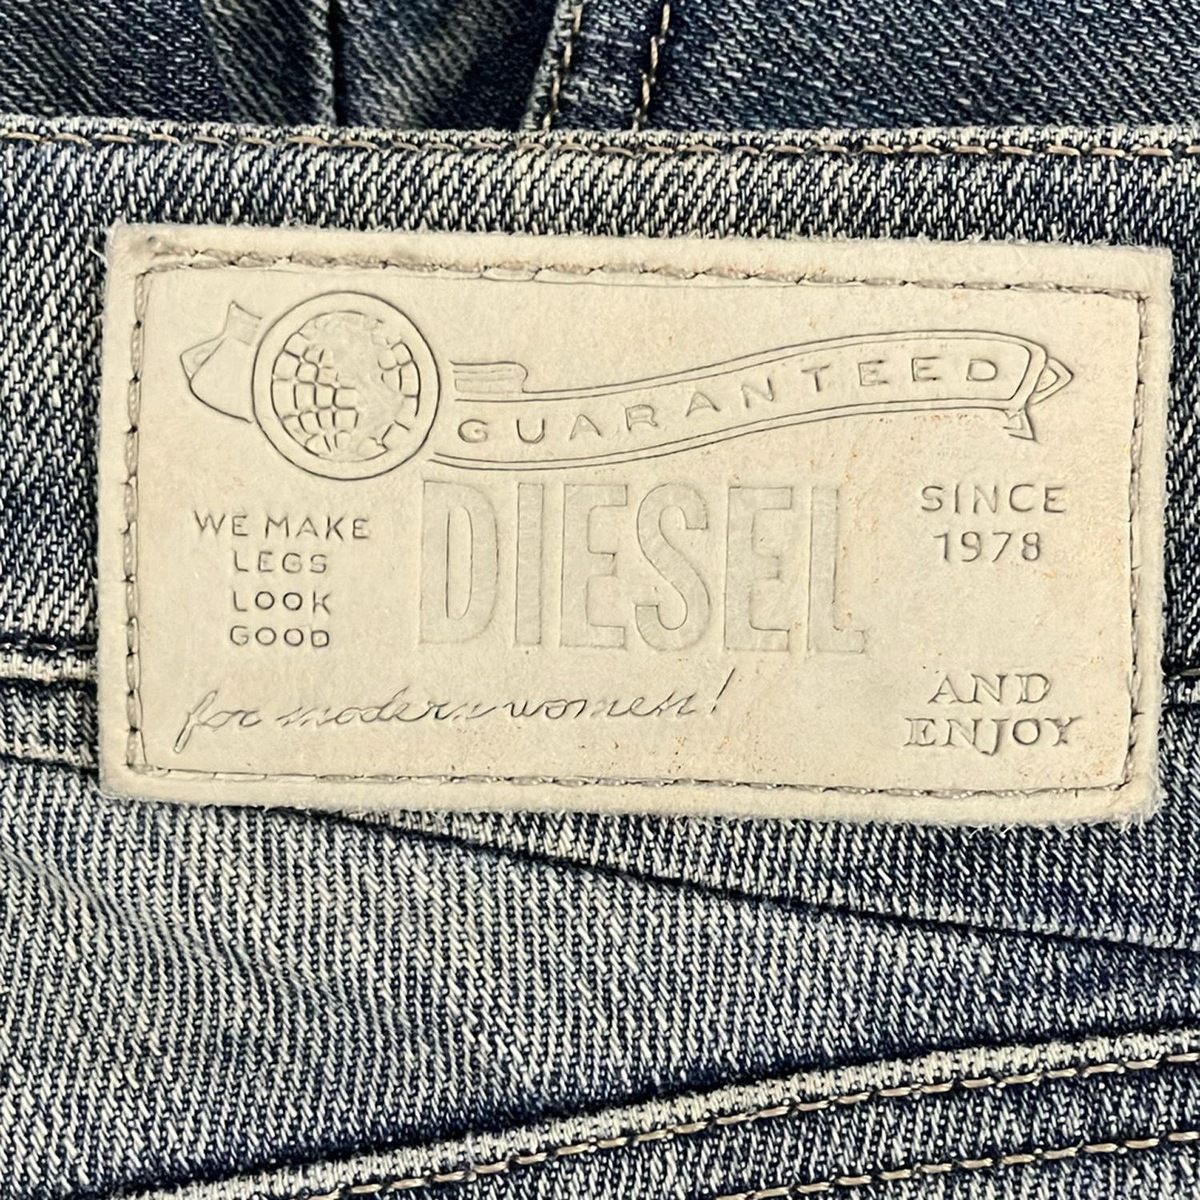 GUARANTEED
WE MAKE
LEGS
LOOK
GOOD
DIESEL
SINCE
1978
for modern women!
AND
ENJOY